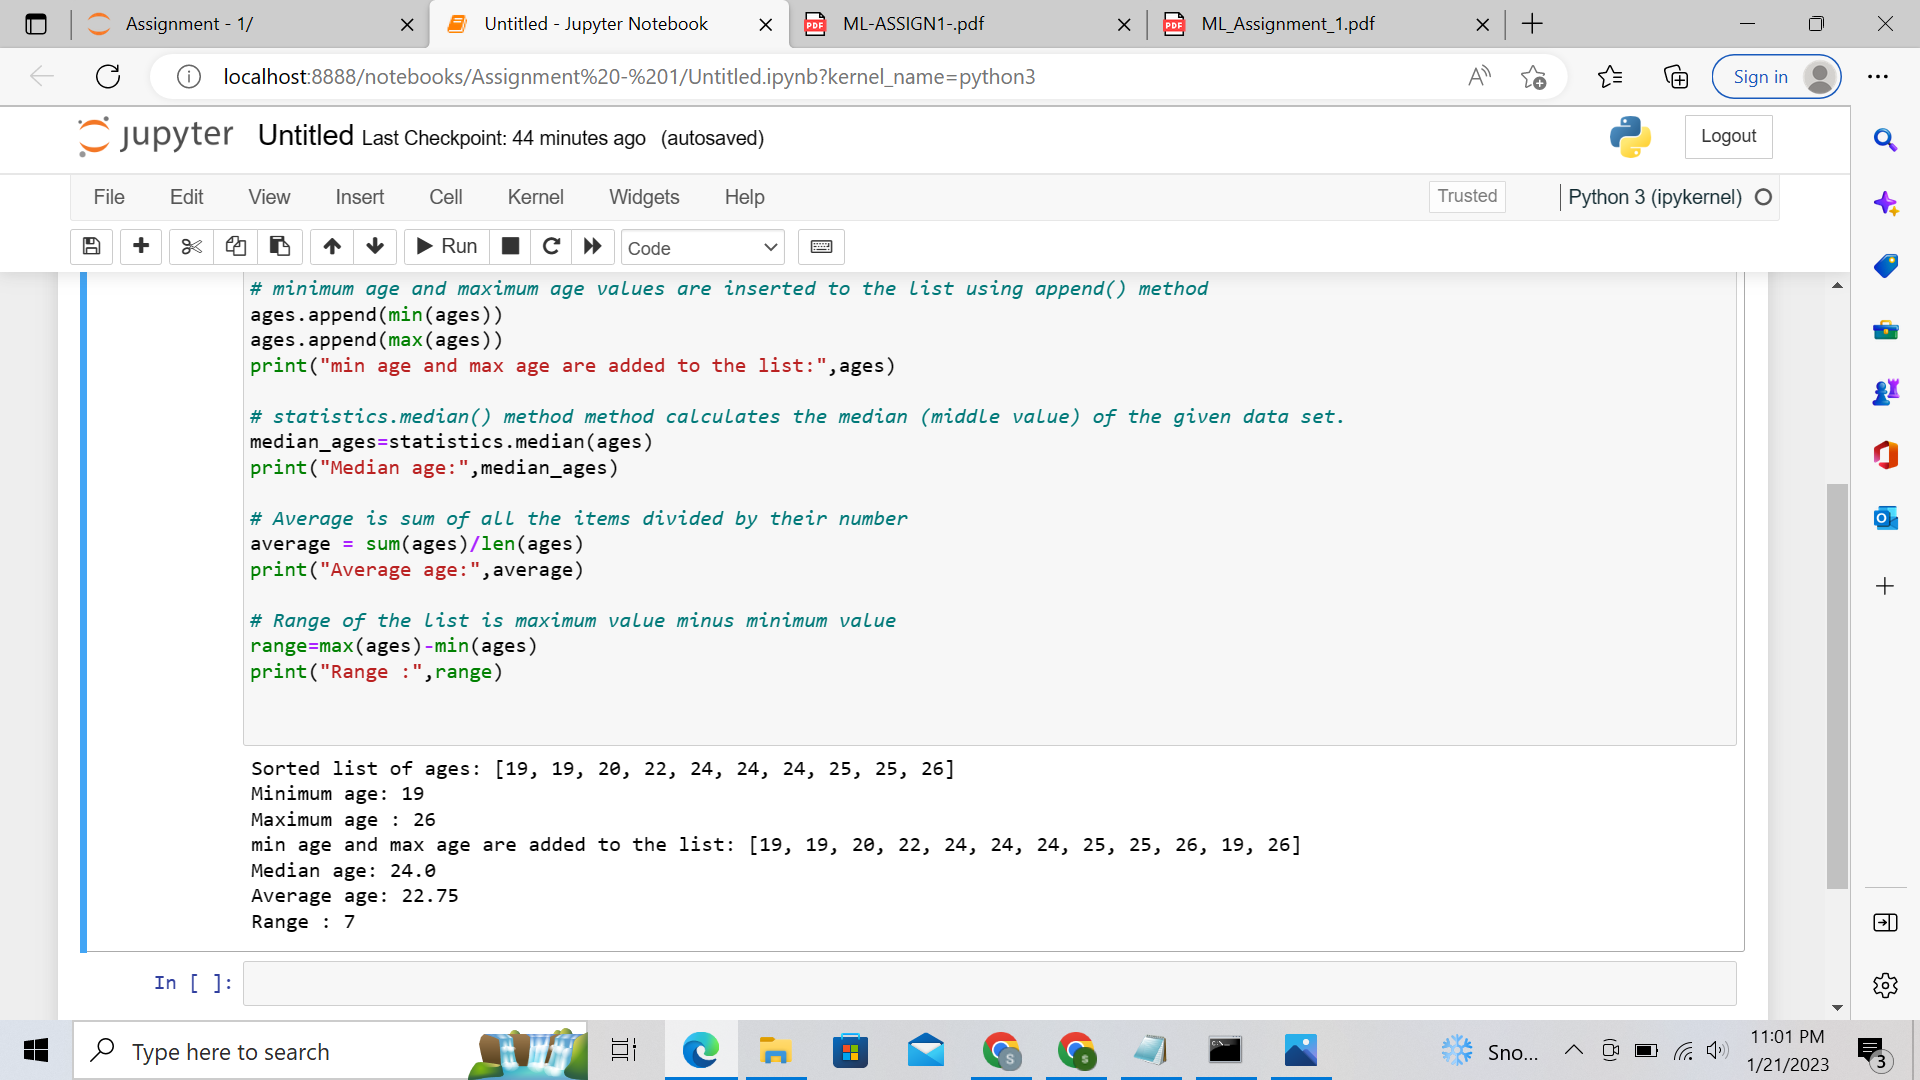 Assignment - 1/
Untitled - Jupyter Notebook
ML-ASSIGN1-.pdf
ML_Assignment_1.pdf
localhost:8888/notebooks/Assignment%20-%201/Untitled.ipynb?kernel_name=python3
Sign in
jupyter Untitled Last Checkpoint: 44 minutes ago (autosaved)
Logout
File Edit View Insert Cell Kernel Widgets Help
Trusted
Python 3 (ipykernel)
Run
Code
# minimum age and maximum age values are inserted to the list using append() method
ages.append(min(ages))
ages.append(max(ages))
print("min age and max age are added to the list:",ages)
# statistics.median() method method calculates the median (middle value) of the given data set.
median_ages=statistics.median(ages)
print("Median age:",median_ages)
# Average is sum of all the items divided by their number
average = sum(ages)/len(ages)
print("Average age:",average)
# Range of the list is maximum value minus minimum value
range=max(ages)-min(ages)
print("Range :",range)
Sorted list of ages: [19, 19, 20, 22, 24, 24, 24, 25, 25, 26]
Minimum age: 19
Maximum age : 26
min age and max age are added to the list: [19, 19, 20, 22, 24, 24, 24, 25, 25, 26, 19, 26]
Median age: 24.0
Average age: 22.75
Range : 7
In [ ]:
Type here to search
Sno...
11:01 PM
1/21/2023
3